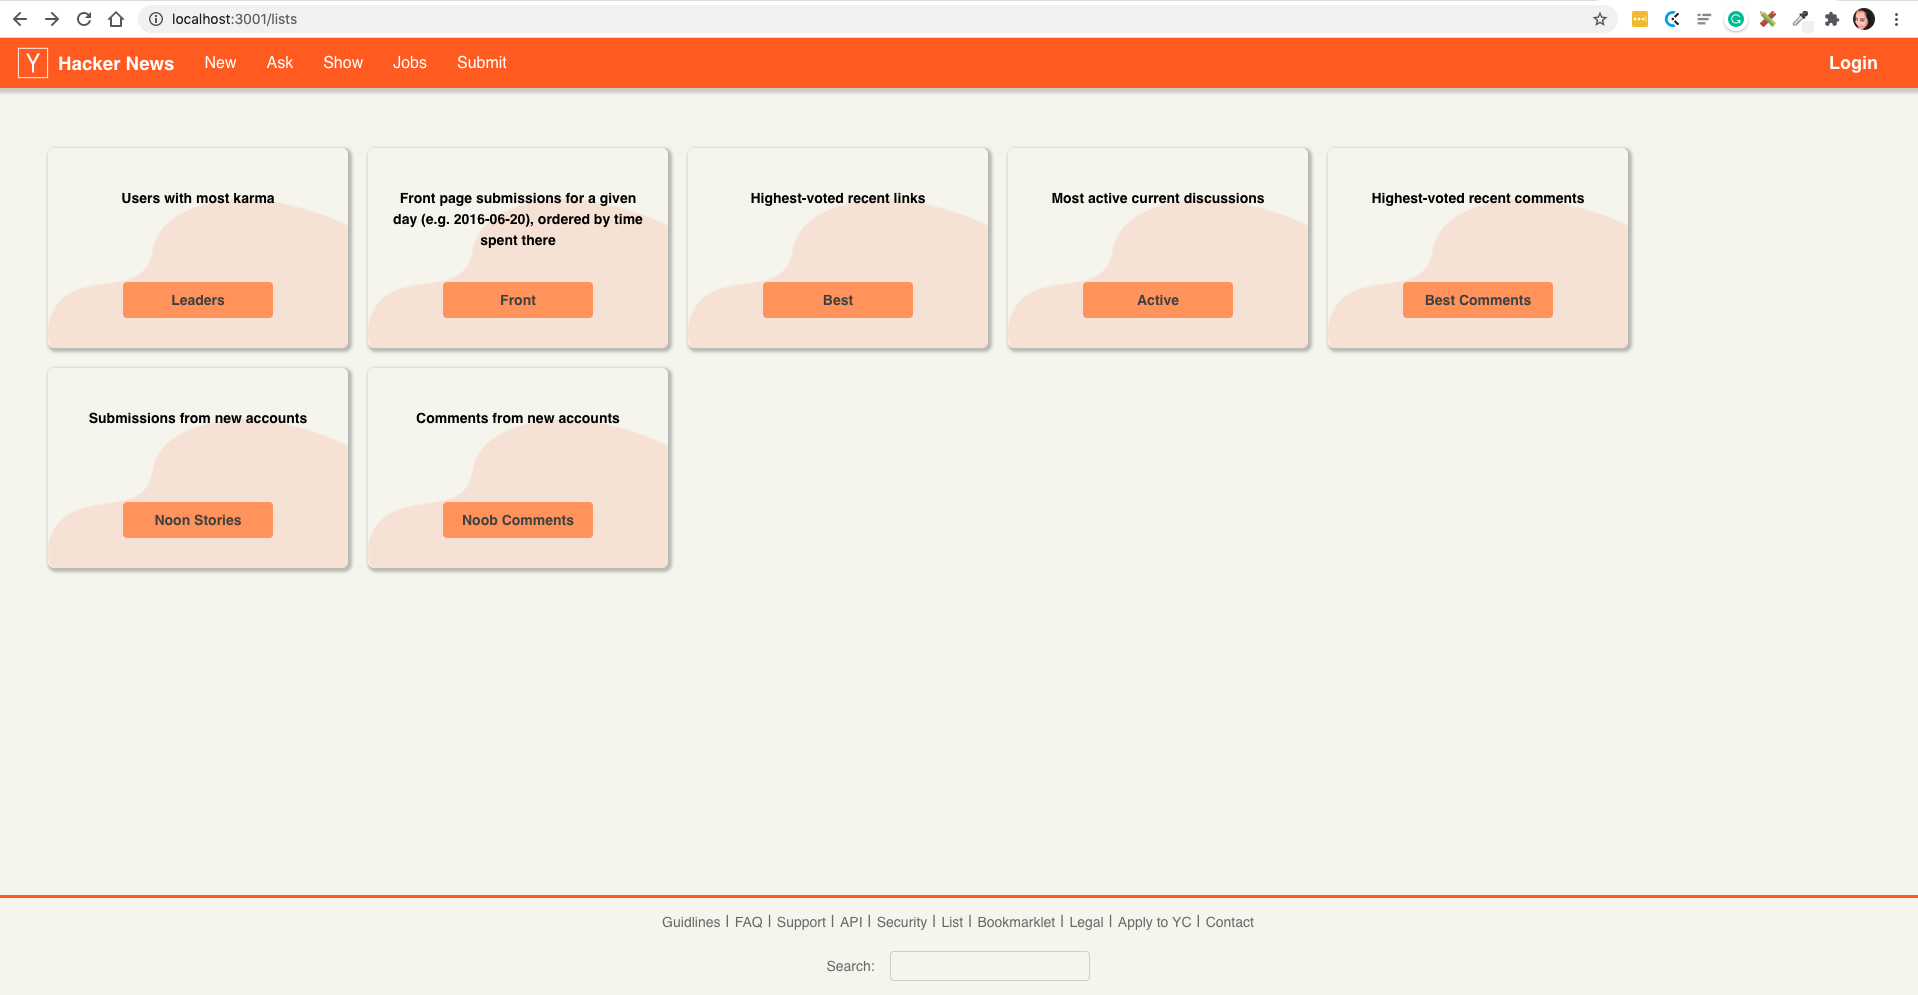 localhost:3001/lists
Y Hacker News New Ask Show Jobs Submit Login
Users with most karma
Leaders
Front page submissions for a given
day (e.g. 2016-06-20), ordered by time
spent there
Front
Highest-voted recent links
Best
Most active current discussions
Active
Highest-voted recent comments
Best Comments
Submissions from new accounts
Noon Stories
Comments from new accounts
Noob Comments
Guidlines | FAQ | Support | API | Security | List | Bookmarklet | Legal | Apply to YC | Contact
Search: